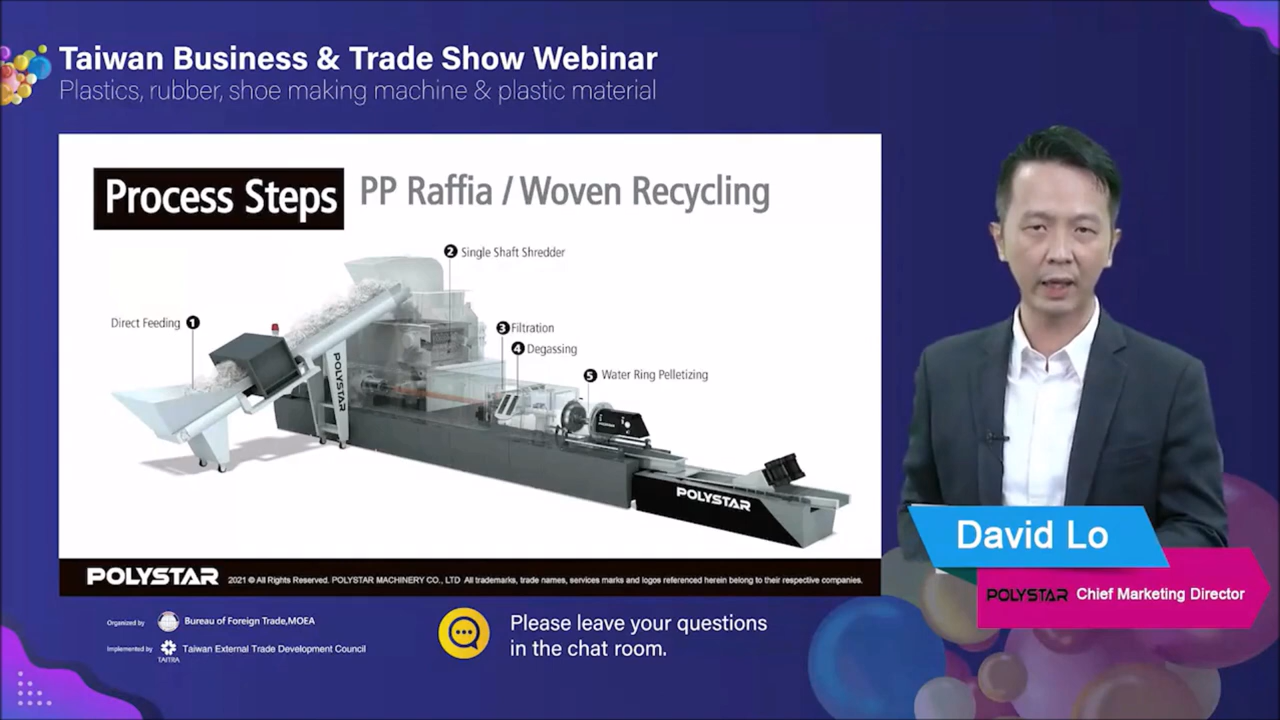 Taiwan Business & Trade Show Webinar
Plastics, rubber, shoe making machine & plastic material
Process Steps PP Raffia / Woven Recycling
2 Single Shaft Shredder
Direct Feeding 1
3 Filtration
4 Degassing
5 Water Ring Pelletizing
POLYSTAR
POLYSTAR
POLYSTAR 2021 © All Rights Reserved. POLYSTAR MACHINERY CO., LTD All trademarks, trade names, services marks and logos referenced herein belong to their respective companies.
David Lo
POLYSTAR Chief Marketing Director
Organized by Bureau of Foreign Trade,MOEA
Implemented by TAITRA Taiwan External Trade Development Council
Please leave your questions
in the chat room.